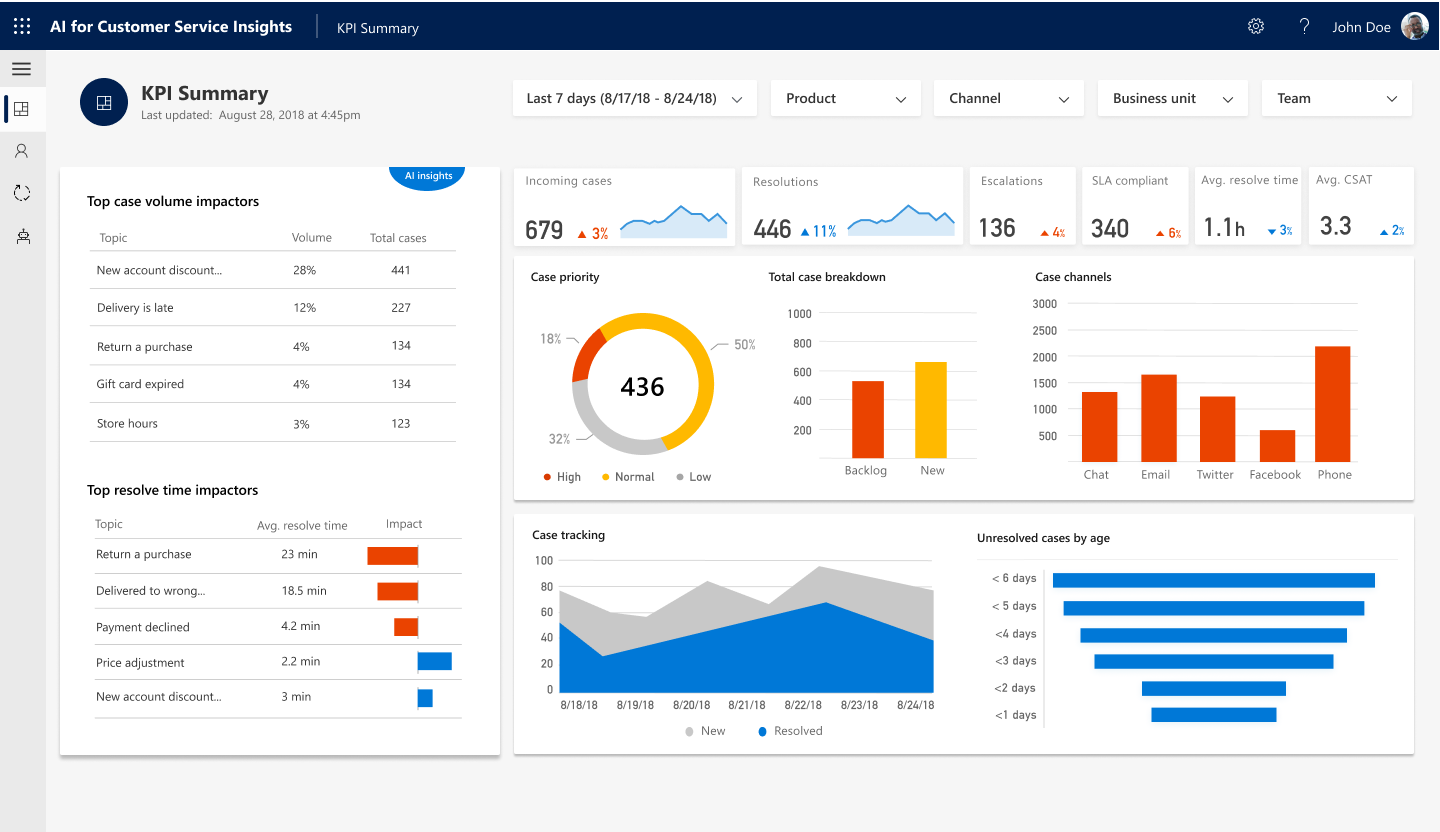 AI for Customer Service Insights
KPI Summary
?
John Doe
KPI Summary
Last updated: August 28, 2018 at 4:45pm
Last 7 days (8/17/18 - 8/24/18)
Product
Channel
Business unit
Team
AI insights
Top case volume impactors
Topic Volume Total cases
New account discount... 28% 441
Delivery is late 12% 227
Return a purchase 4% 134
Gift card expired 4% 134
Store hours 3% 123
Top resolve time impactors
Topic Avg. resolve time Impact
Return a purchase 23 min
Delivered to wrong... 18.5 min
Payment declined 4.2 min
Price adjustment 2.2 min
New account discount... 3 min
Incoming cases
679 ▲ 3%
Resolutions
446 ▲ 11%
Escalations
136 ▲ 4%
SLA compliant
340 ▲ 6%
Avg. resolve time
1.1h ▼ 3%
Avg. CSAT
3.3 ▲ 2%
Case priority
18%
50%
436
32%
High Normal Low
Total case breakdown
1000
800
600
400
200
Backlog New
Case channels
3000
2500
2000
1500
1000
500
Chat Email Twitter Facebook Phone
Case tracking
100
80
60
40
20
0
8/18/18 8/19/18 8/20/18 8/21/18 8/22/18 8/23/18 8/24/18
New Resolved
Unresolved cases by age
< 6 days
< 5 days
<4 days
<3 days
<2 days
<1 days